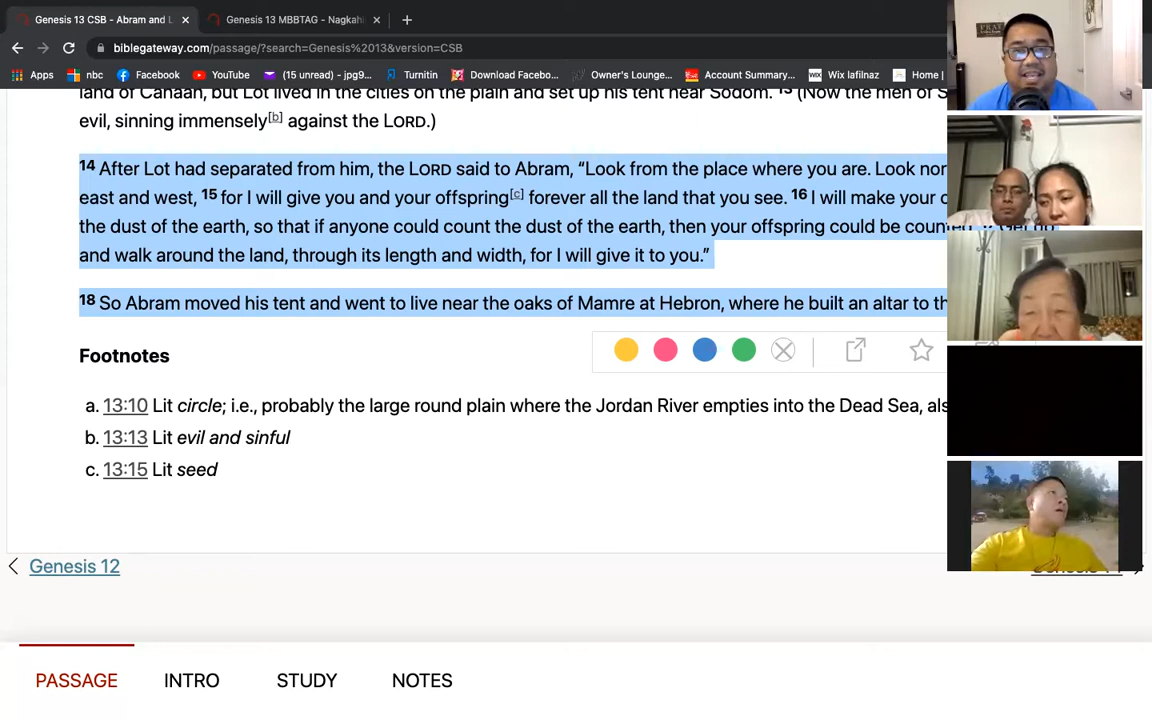 Genesis 13 CSB - Abram and L
Genesis 13 MBBTAG - Nagkahi
biblegateway.com/passage/?search=Genesis%2013&version=CSB
Apps nbc Facebook YouTube (15 unread) - jpg9... Turnitin Download Facebo... Owner's Lounge... Account Summary... Wix lafilnaz Home |
land of Canaan, but Lot lived in the cities on the plain and set up his tent near Sodom. 13 (Now the men of S
evil, sinning immensely[b] against the LORD.)
14 After Lot had separated from him, the LORD said to Abram, “Look from the place where you are. Look nor
east and west, 15 for I will give you and your offspring[c] forever all the land that you see. 16 I will make your o
the dust of the earth, so that if anyone could count the dust of the earth, then your offspring could be coun
and walk around the land, through its length and width, for I will give it to you.”
18 So Abram moved his tent and went to live near the oaks of Mamre at Hebron, where he built an altar to th
Footnotes
a. 13:10 Lit circle; i.e., probably the large round plain where the Jordan River empties into the Dead Sea, als
b. 13:13 Lit evil and sinful
c. 13:15 Lit seed
Genesis 12
PASSAGE INTRO STUDY NOTES
PRAY